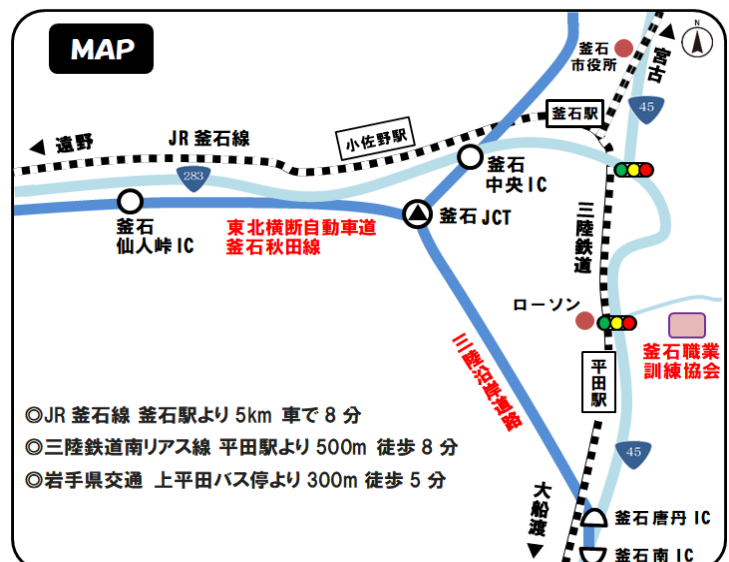 MAP
N
釜石
市役所
宮古
45
釜石駅
遠野
JR 釜石線
小佐野駅
283
釜石
中央IC
釜石
仙人峠IC
東北横断自動車道
釜石秋田線
釜石 JCT
三陸鉄道
ローソン
釜石職業
訓練協会
三陸沿岸道路
平田駅
◎JR 釜石線 釜石駅より 5km 車で 8 分
◎三陸鉄道南リアス線 平田駅より 500m 徒歩 8 分
◎岩手県交通 上平田バス停より 300m 徒歩 5 分
45
大船渡
釜石唐丹 IC
釜石南 IC